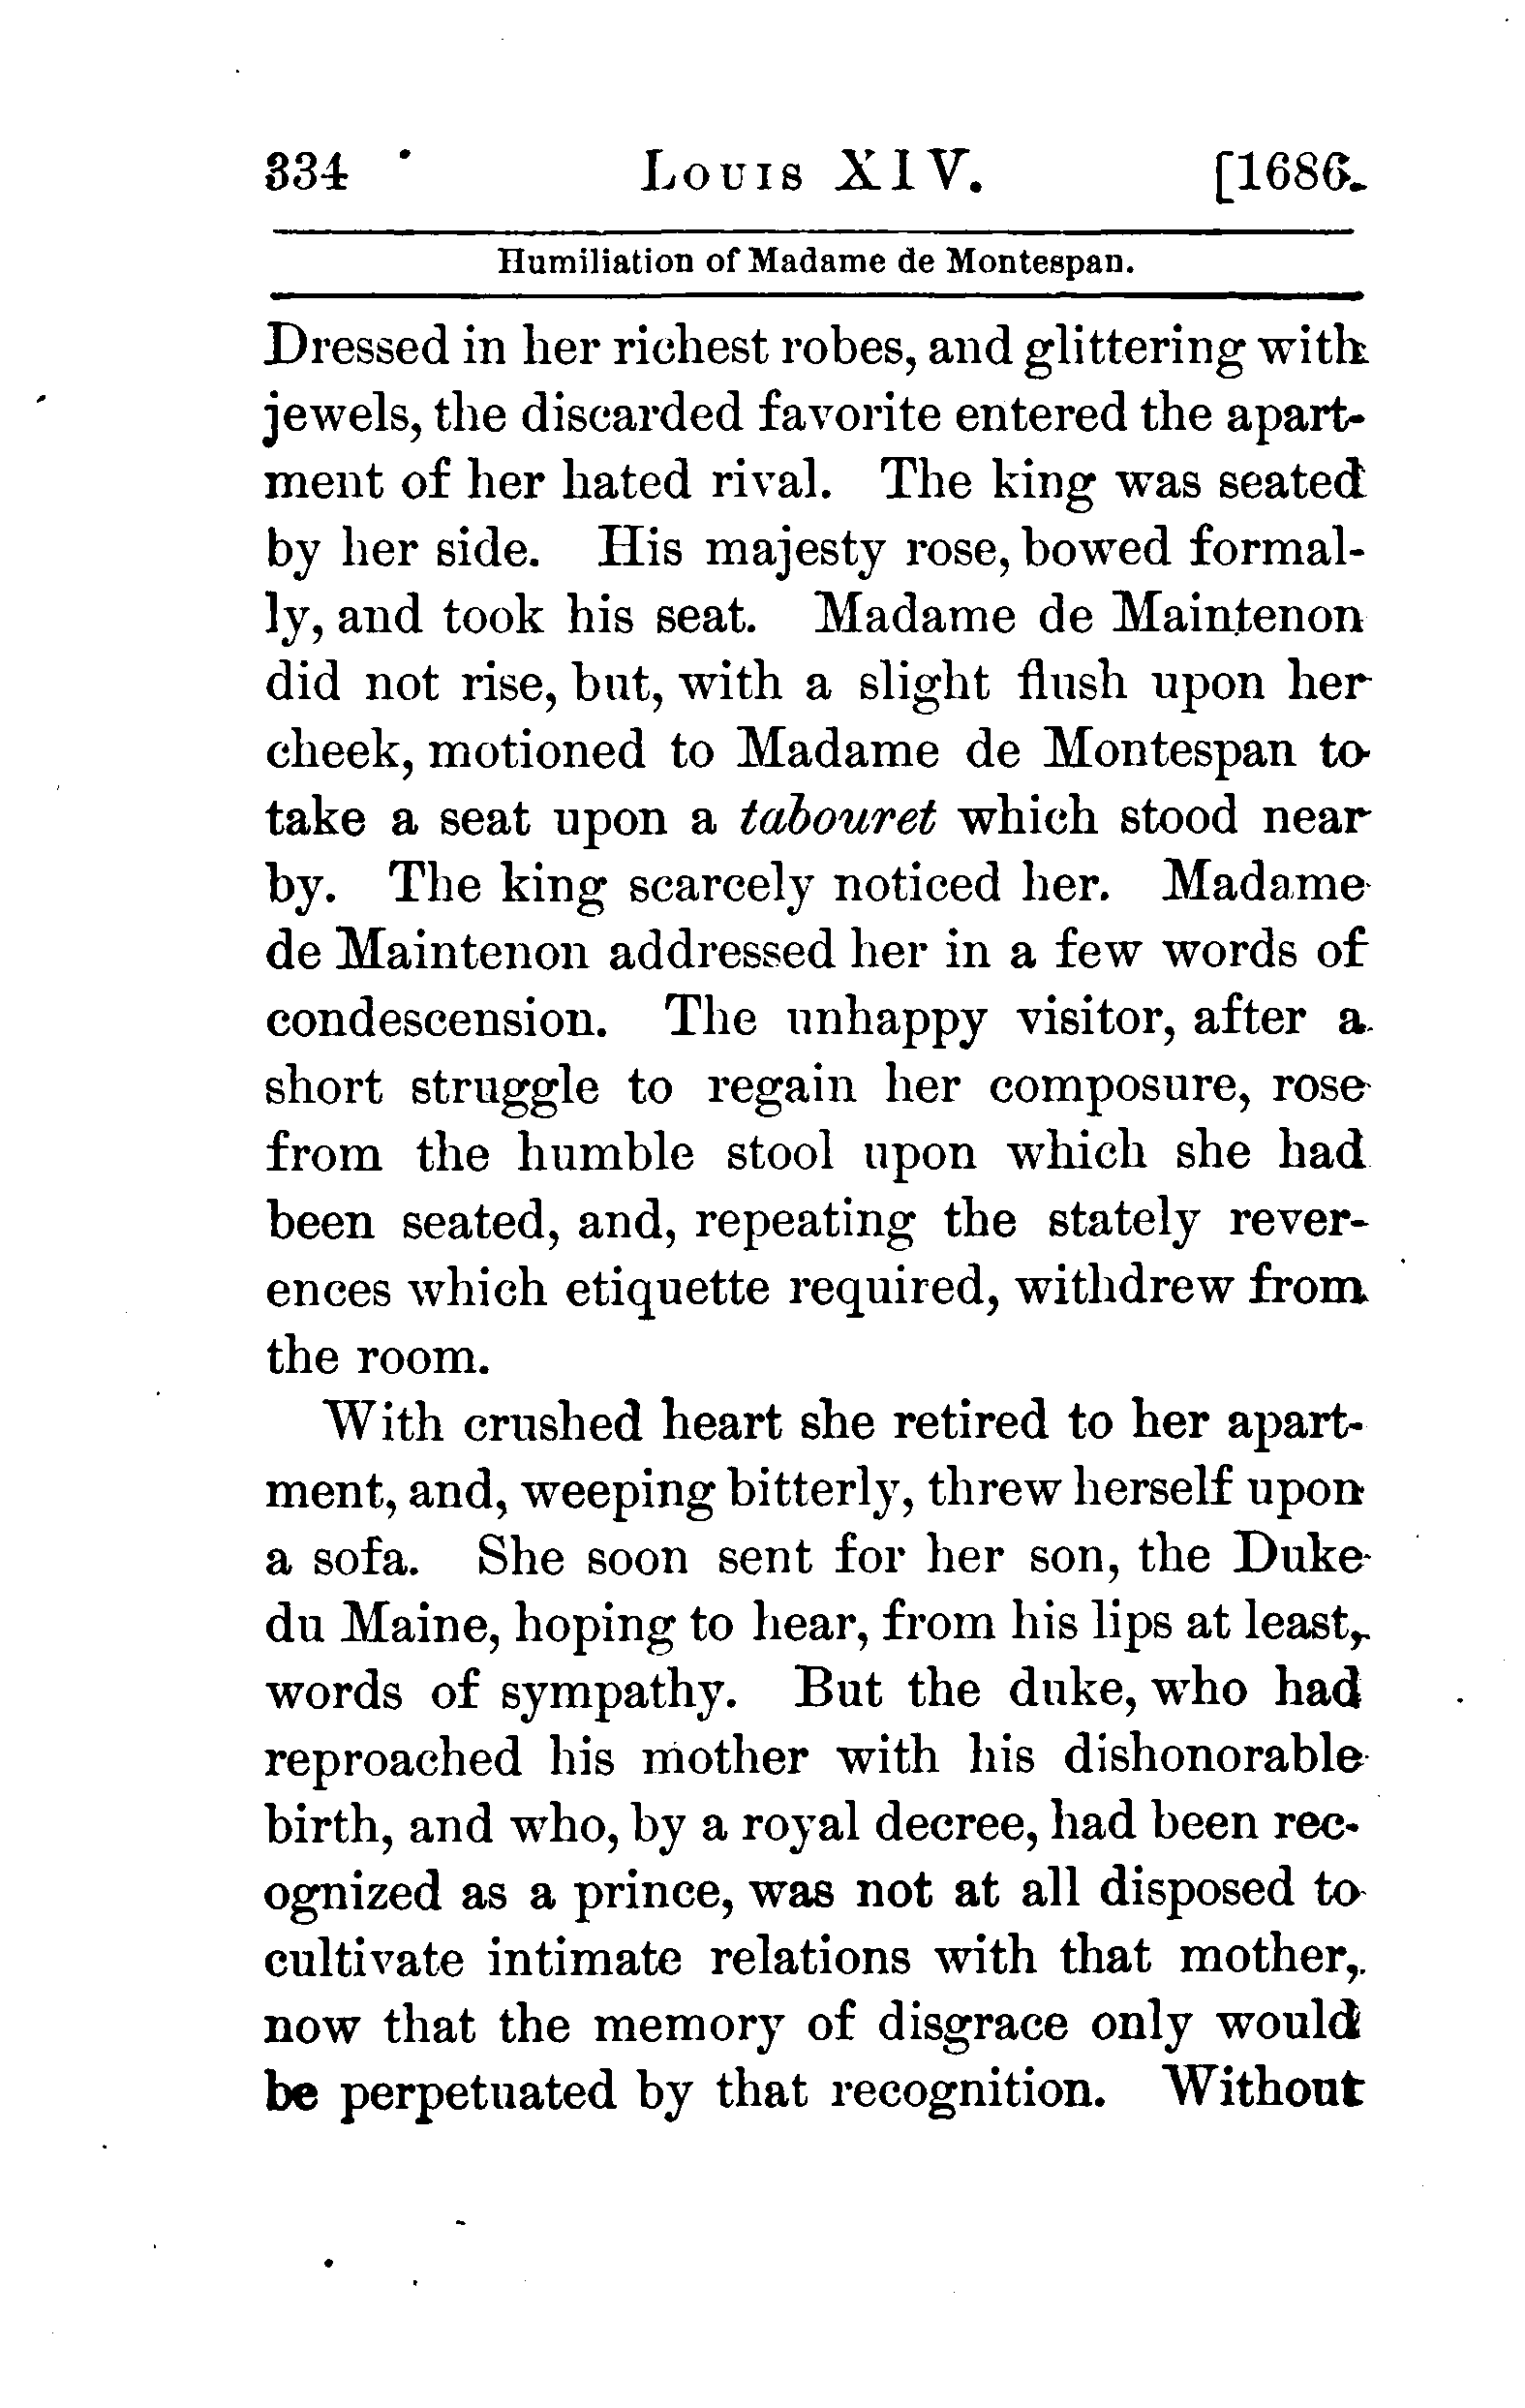 334 Louis XIV. [1686.
Humiliation of Madame de Montespan.
Dressed in her richest robes, and glittering with
jewels, the discarded favorite entered the apart-
ment of her hated rival. The king was seated
by her side. His majesty rose, bowed formal-
ly, and took his seat. Madame de Maintenon
did not rise, but, with a slight flush upon her
cheek, motioned to Madame de Montespan to
take a seat upon a tabouret which stood near
by. The king scarcely noticed her. Madame
de Maintenon addressed her in a few words of
condescension. The unhappy visitor, after a
short struggle to regain her composure, rose
from the humble stool upon which she had
been seated, and, repeating the stately rever-
ences which etiquette required, withdrew from
the room.
With crushed heart she retired to her apart-
ment, and, weeping bitterly, threw herself upon
a sofa. She soon sent for her son, the Duke
du Maine, hoping to hear, from his lips at least,
words of sympathy. But the duke, who had
reproached his mother with his dishonorable
birth, and who, by a royal decree, had been rec-
ognized as a prince, was not at all disposed to
cultivate intimate relations with that mother,
now that the memory of disgrace only would
be perpetuated by that recognition. Without